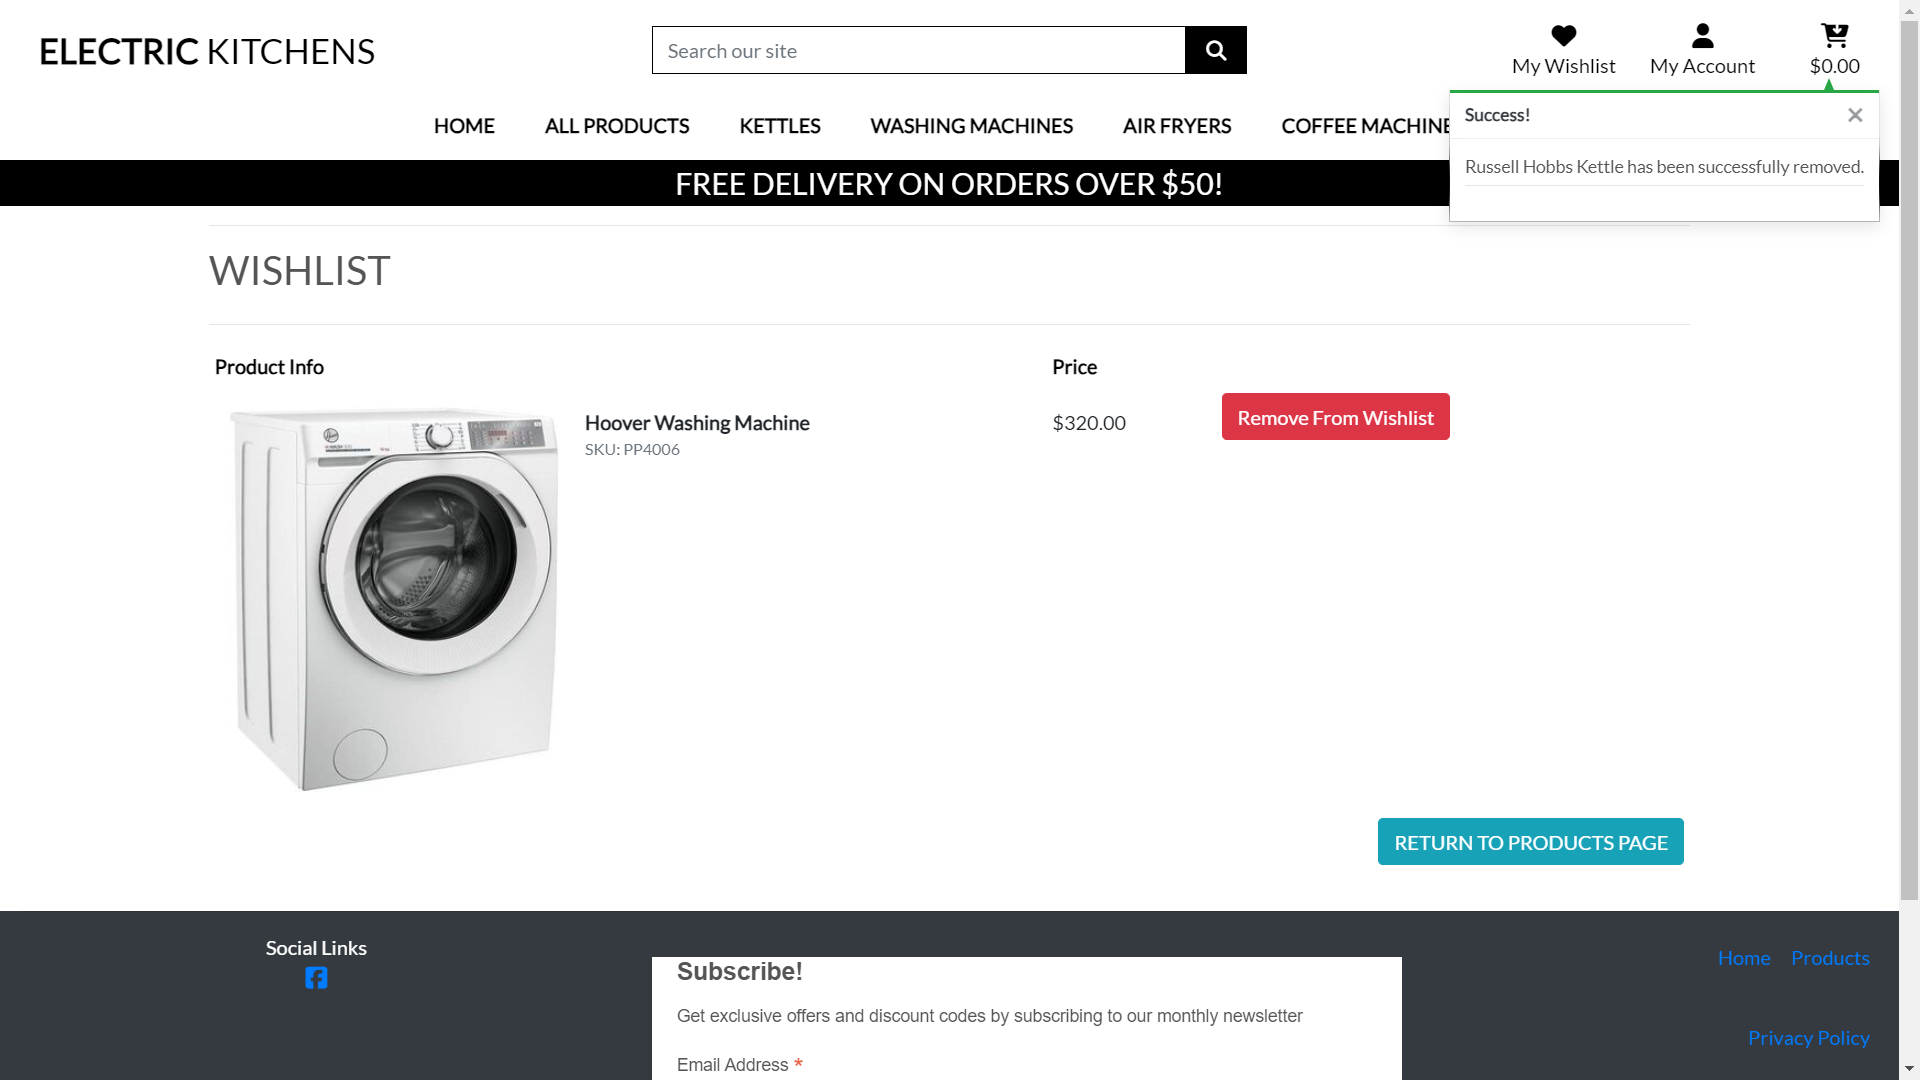 ELECTRIC KITCHENS
Search our site
My Wishlist
My Account
$0.00
HOME
ALL PRODUCTS
KETTLES
WASHING MACHINES
AIR FRYERS
COFFEE MACHINE
Success!
×
Russell Hobbs Kettle has been successfully removed.
FREE DELIVERY ON ORDERS OVER $50!
WISHLIST
Product Info
Price
Hoover Washing Machine
SKU: PP4006
$320.00
Remove From Wishlist
RETURN TO PRODUCTS PAGE
Social Links
Subscribe!
Get exclusive offers and discount codes by subscribing to our monthly newsletter
Email Address *
Home
Products
Privacy Policy